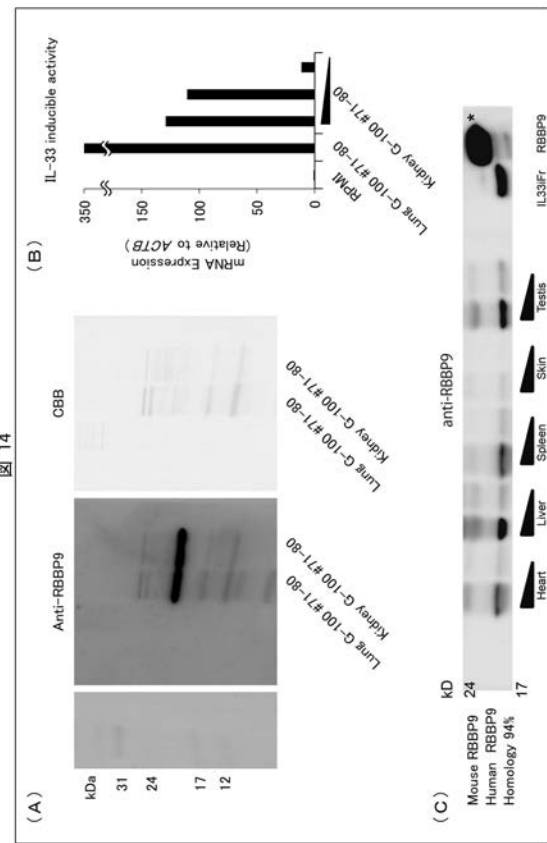 図 14
(A)
Anti-RBBP9
CBB
kDa
31
24
17
12
Lung G-100 #71-80
Kidney G-100 #71-80
Lung G-100 #71-80
Kidney G-100 #71-80
(B)
IL-33 inducible activity
mRNA Expression
(Relative to ACTB)
350
150
100
50
0
RPMI
Lung G-100 #71-80
Kidney G-100 #71-80
(C)
anti-RBBP9
kD
Mouse RBBP9 24
Human RBBP9
Homology 94% 17
*
Heart
Liver
Spleen
Skin
Testis
IL33iFr
RBBP9